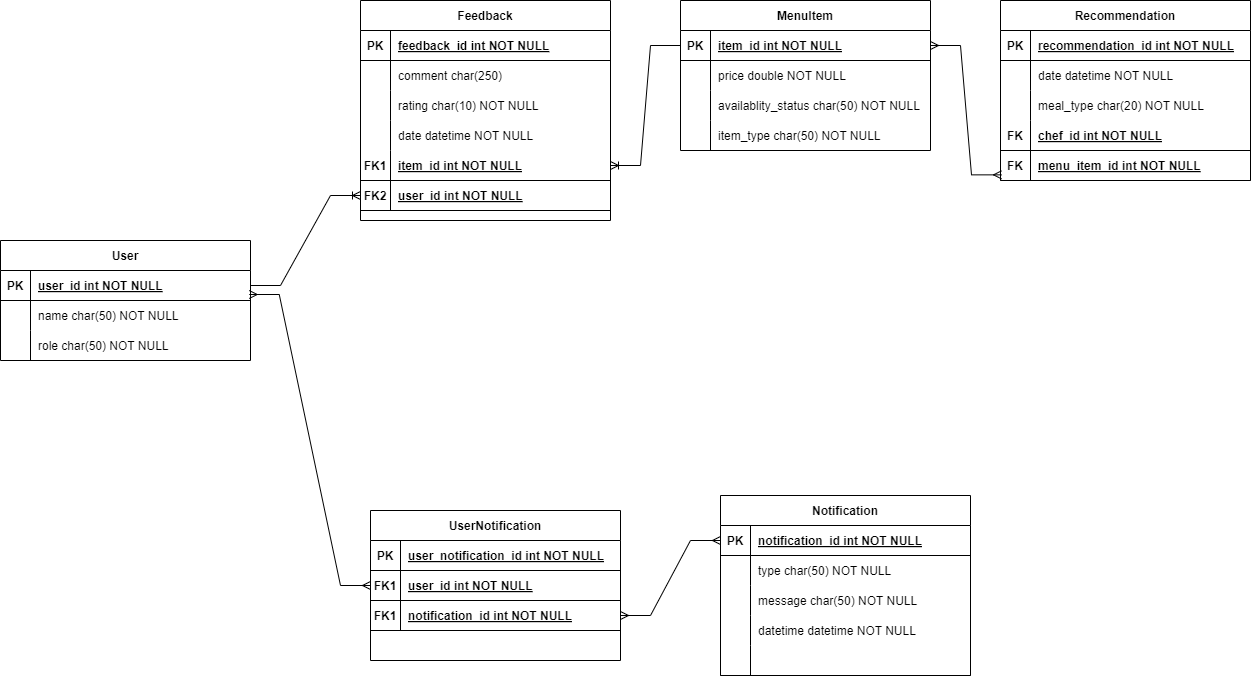 Feedback
PK feedback_id int NOT NULL
comment char(250)
rating char(10) NOT NULL
date datetime NOT NULL
FK1 item_id int NOT NULL
FK2 user_id int NOT NULL
MenuItem
PK item_id int NOT NULL
price double NOT NULL
availablity_status char(50) NOT NULL
item_type char(50) NOT NULL
Recommendation
PK recommendation_id int NOT NULL
date datetime NOT NULL
meal_type char(20) NOT NULL
FK chef_id int NOT NULL
FK menu_item_id int NOT NULL
User
PK user_id int NOT NULL
name char(50) NOT NULL
role char(50) NOT NULL
UserNotification
PK user_notification_id int NOT NULL
FK1 user_id int NOT NULL
FK1 notification_id int NOT NULL
Notification
PK notification_id int NOT NULL
type char(50) NOT NULL
message char(50) NOT NULL
datetime datetime NOT NULL